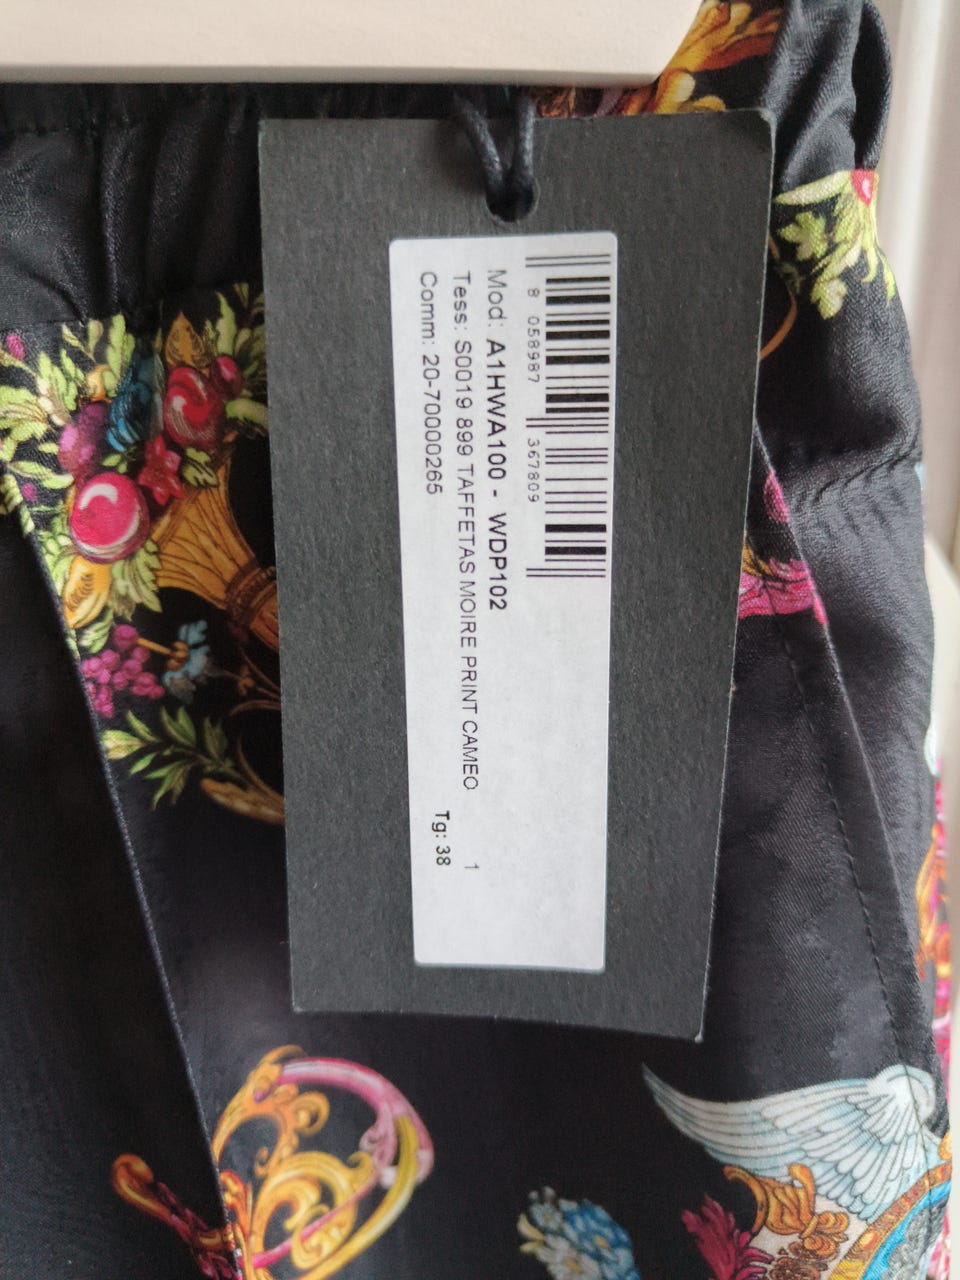 8 058987 367809
Mod: A1HWA100 - WDP102
Tess: S0019 899 TAFFETAS MOIRE PRINT CAMEO 1
Comm: 20-70000265 Tg: 38